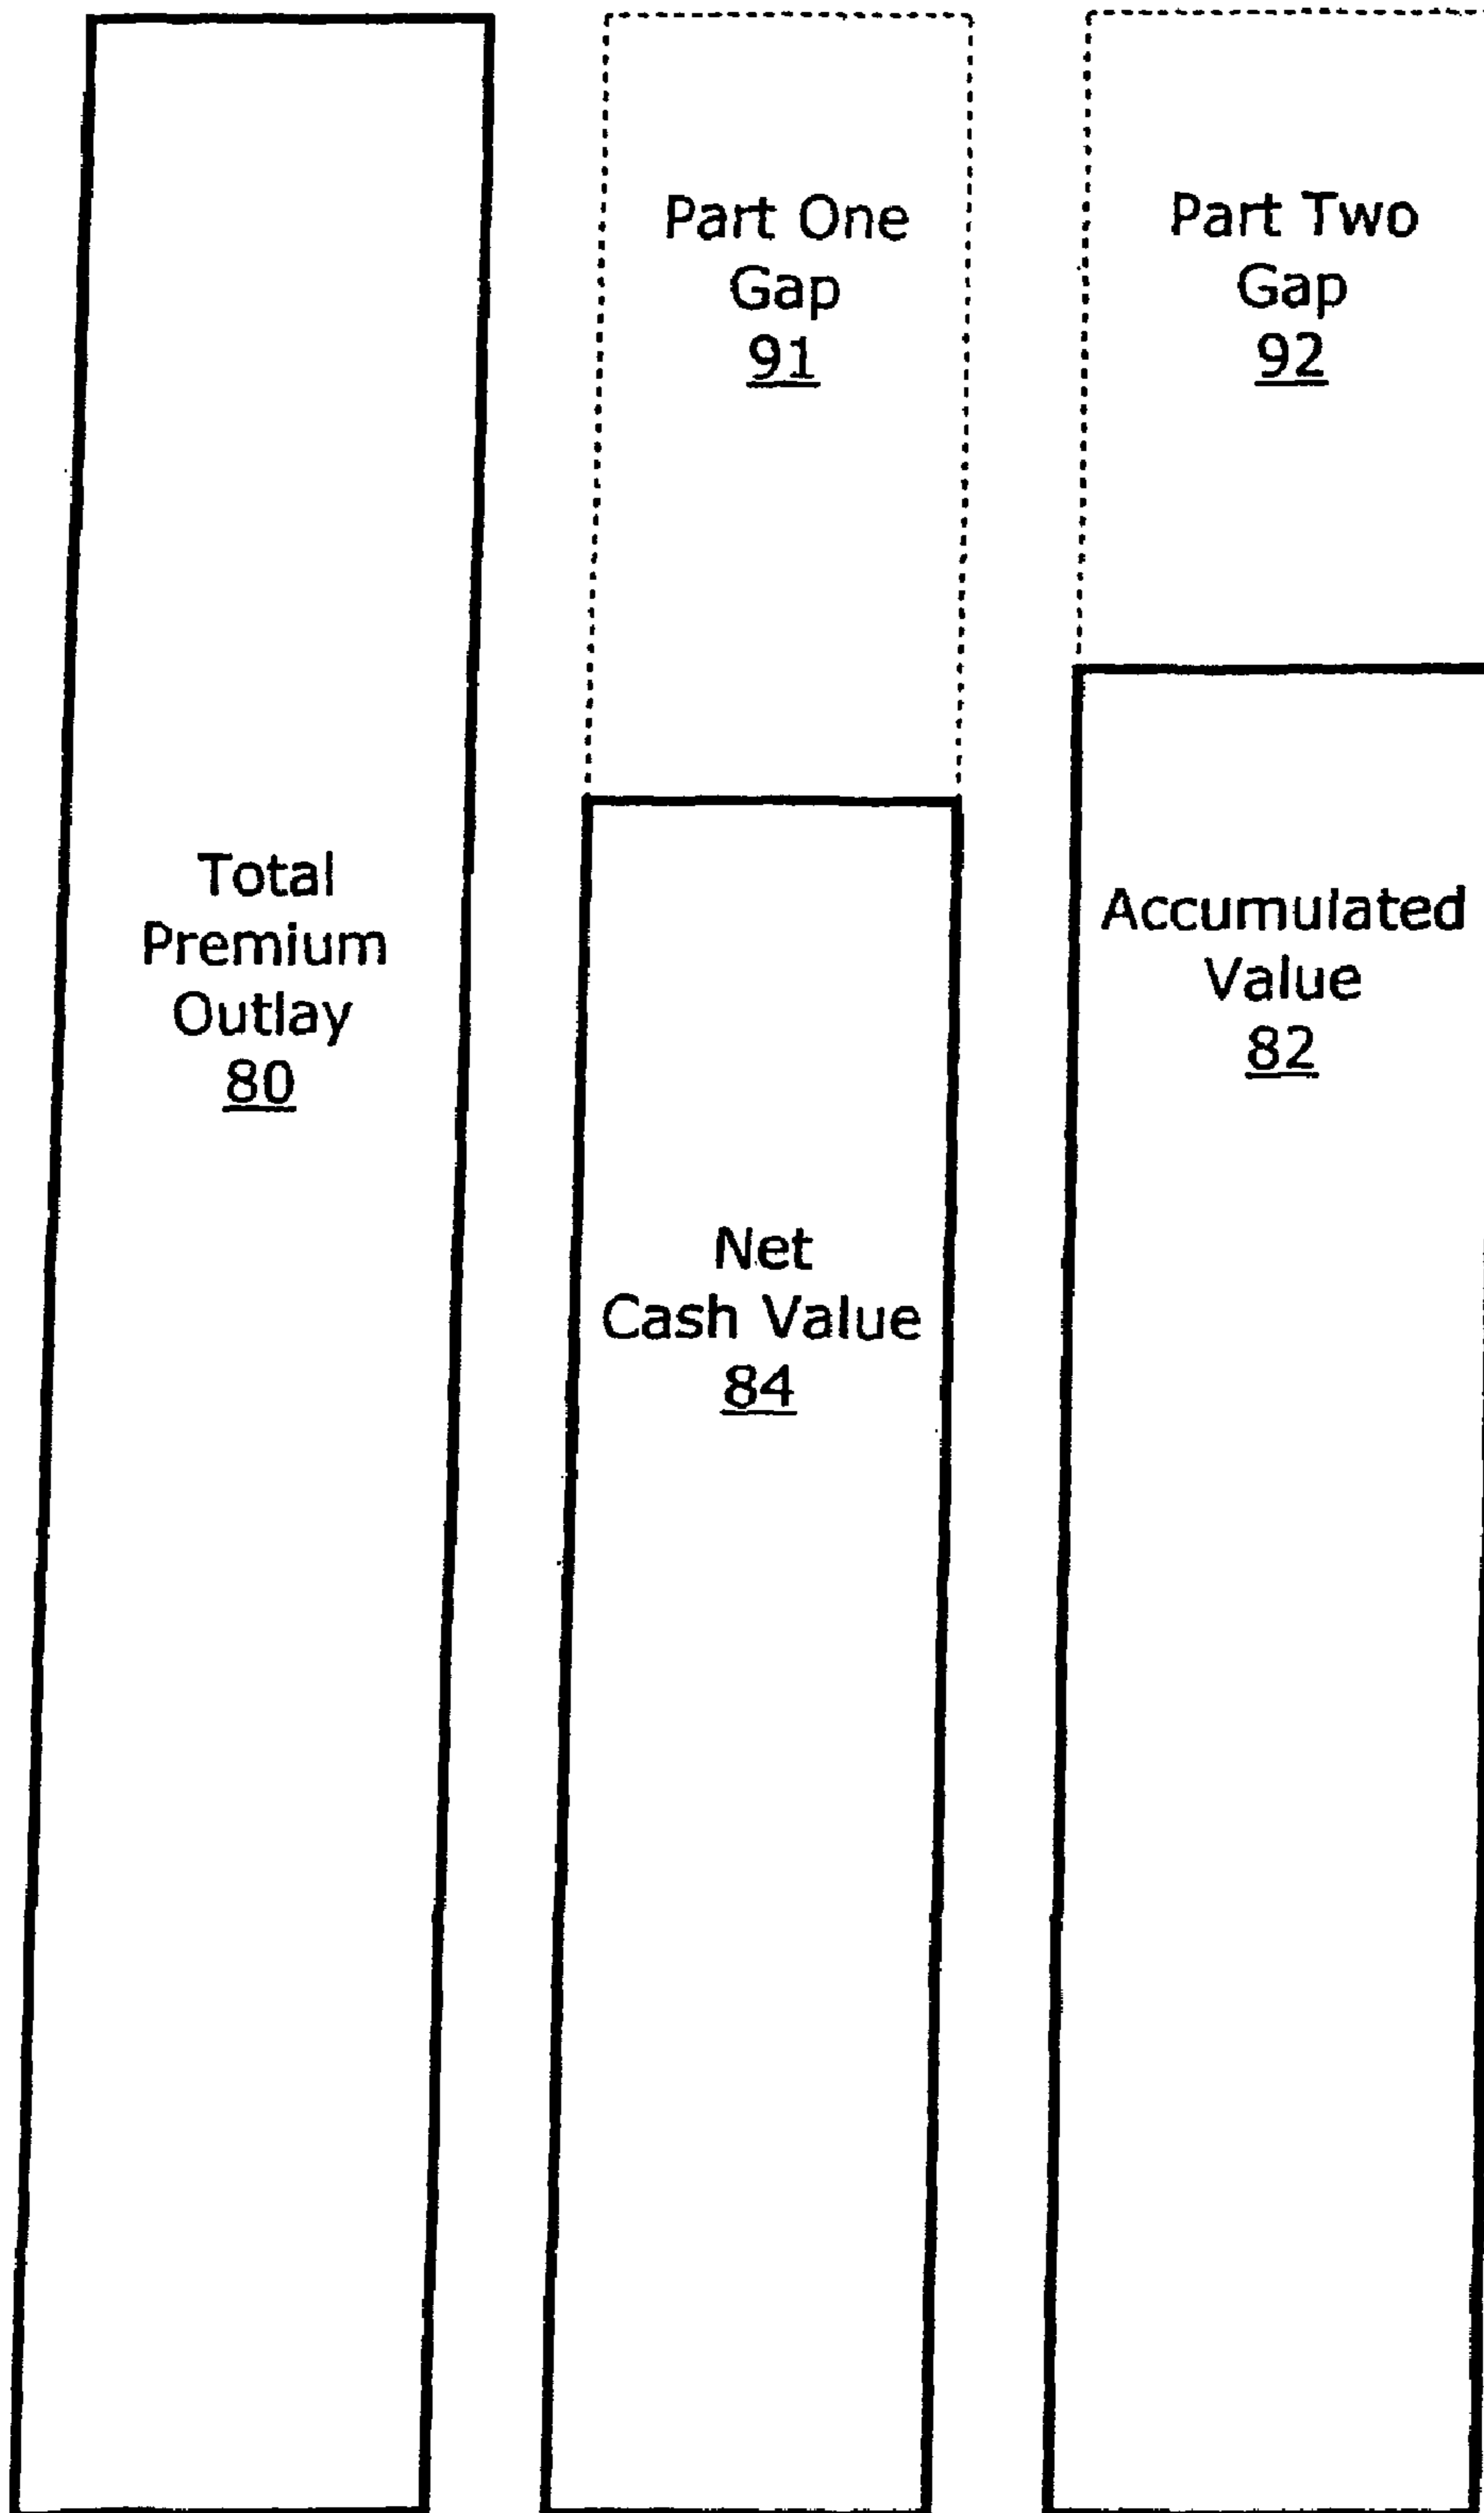 Total
Premium
Outlay
80
Part One
Gap
91
Net
Cash Value
84
Part Two
Gap
92
Accumulated
Value
82